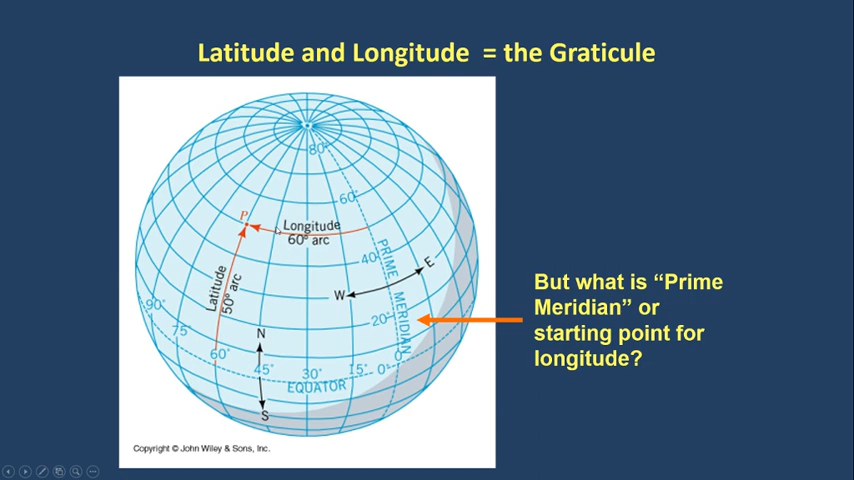 Latitude and Longitude = the Graticule
80°
60°
P
Longitude
60° arc
PRIME MERIDIAN
40°
E
W
Latitude
50° arc
90°
75°
20°
N
60°
0°
45°
30°
15°
0°
EQUATOR
S
But what is “Prime
Meridian” or
starting point for
longitude?
Copyright © John Wiley & Sons, Inc.